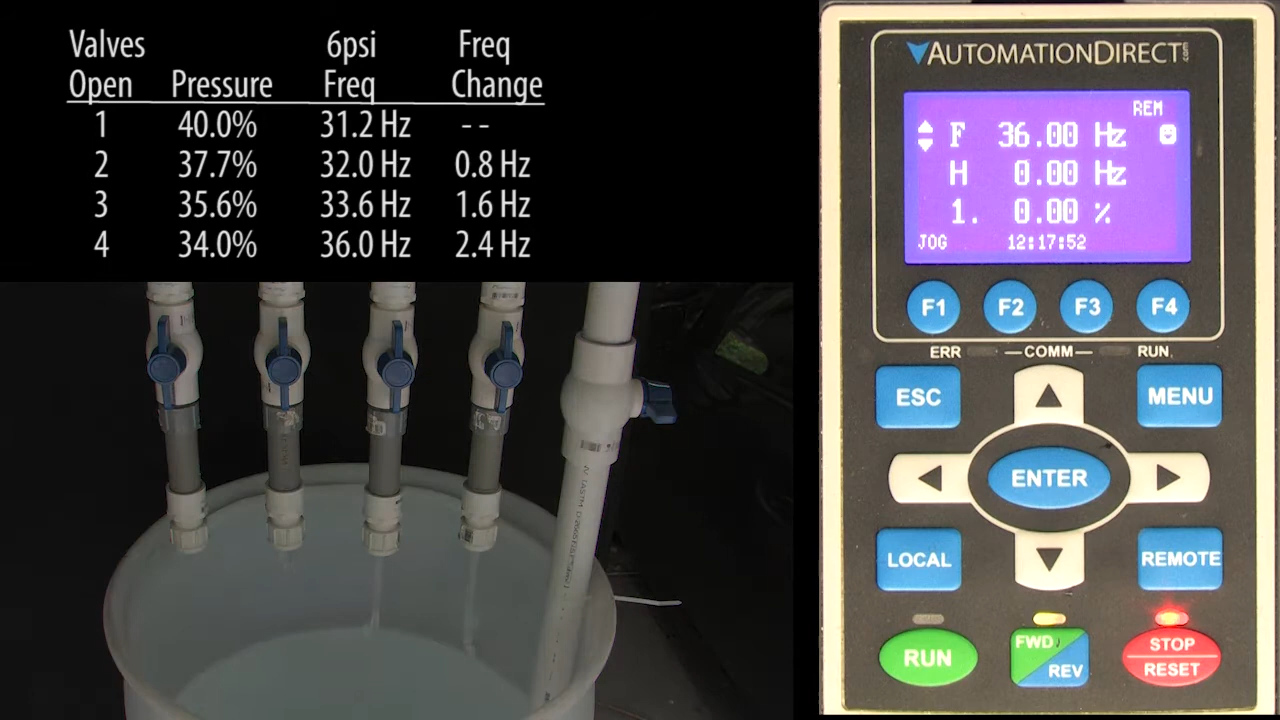 Valves 6psi Freq
Open Pressure Freq Change
1 40.0% 31.2 Hz --
2 37.7% 32.0 Hz 0.8 Hz
3 35.6% 33.6 Hz 1.6 Hz
4 34.0% 36.0 Hz 2.4 Hz
AUTOMATIONDIRECT.com
REM
F 36.00 Hz
H 0.00 Hz
1. 0.00 %
JOG 12:17:52
F1 F2 F3 F4
ERR COMM RUN
ESC MENU
ENTER
LOCAL REMOTE
RUN FWD REV STOP RESET